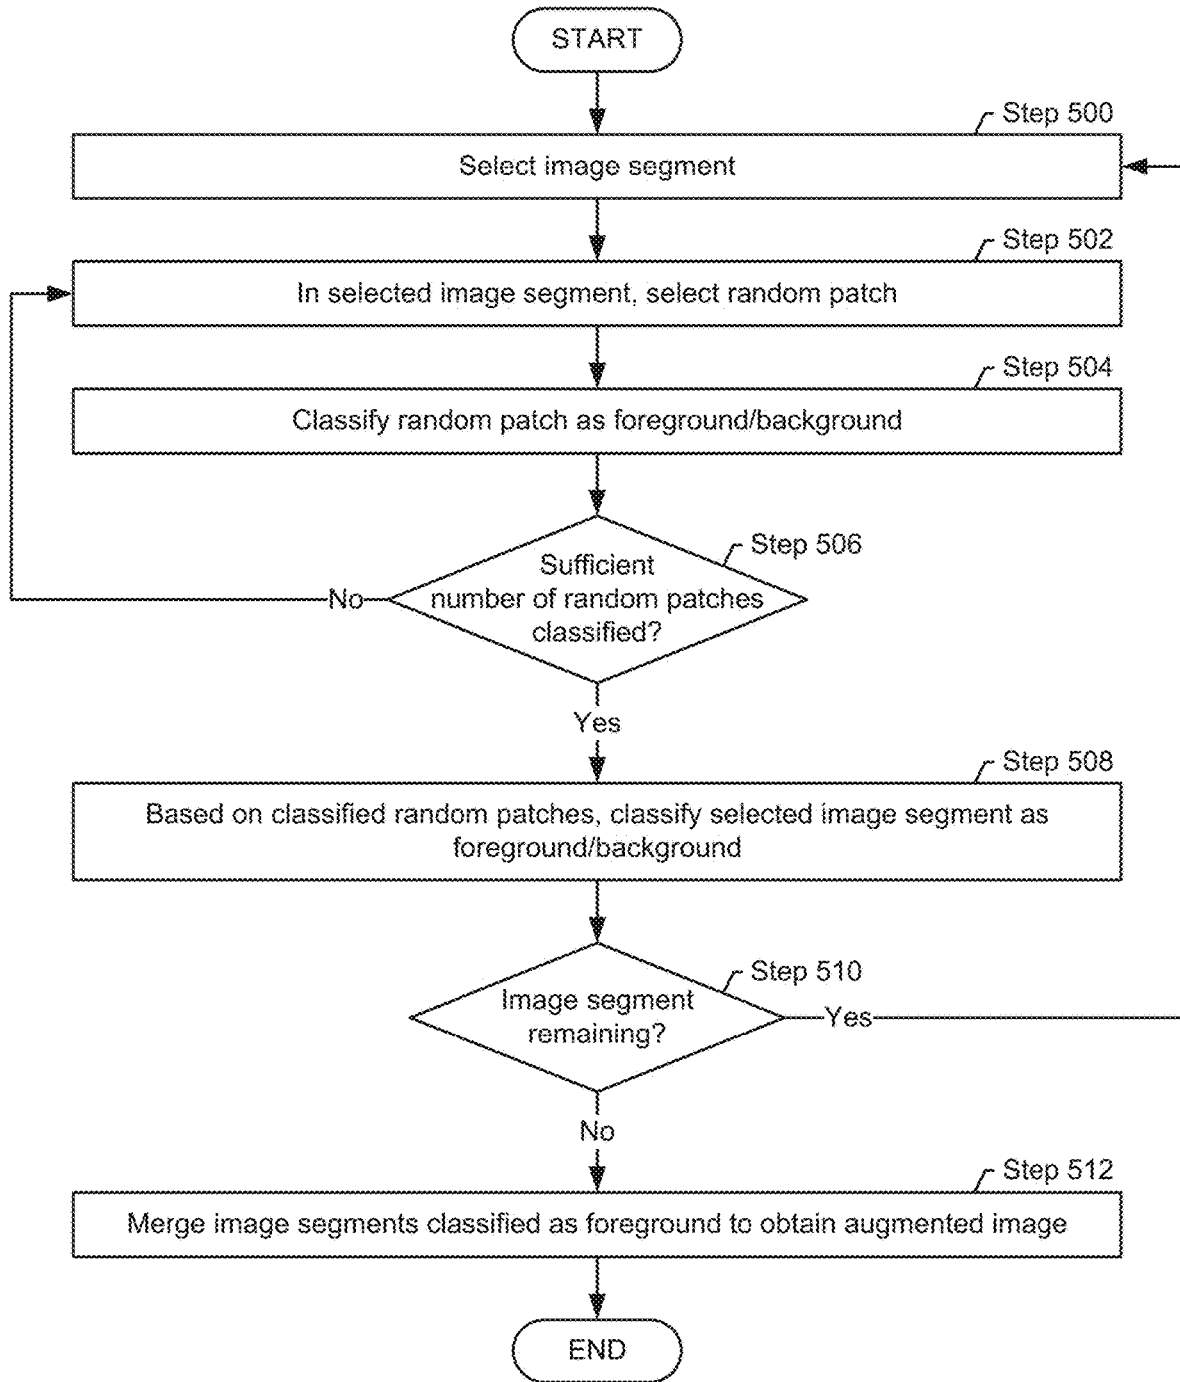 START
Step 500
Select image segment
Step 502
In selected image segment, select random patch
Step 504
Classify random patch as foreground/background
Step 506
Sufficient
number of random patches
classified?
No
Yes
Step 508
Based on classified random patches, classify selected image segment as
foreground/background
Step 510
Image segment
remaining?
Yes
No
Step 512
Merge image segments classified as foreground to obtain augmented image
END